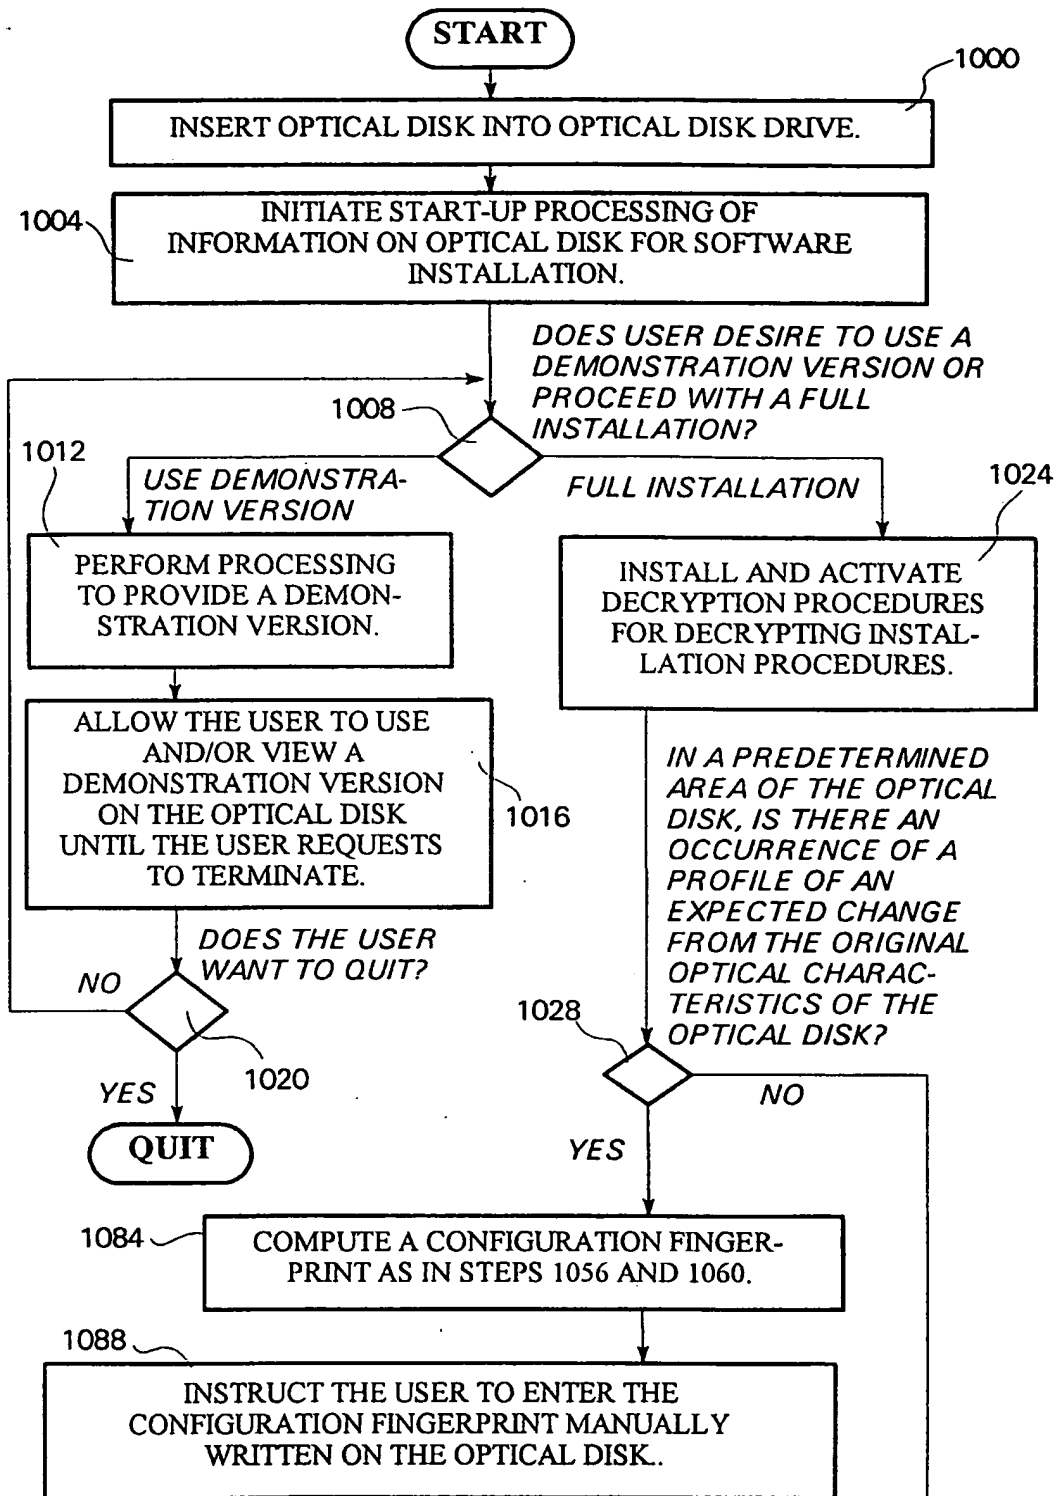 START
1000
INSERT OPTICAL DISK INTO OPTICAL DISK DRIVE.
1004
INITIATE START-UP PROCESSING OF
INFORMATION ON OPTICAL DISK FOR SOFTWARE
INSTALLATION.
DOES USER DESIRE TO USE A
DEMONSTRATION VERSION OR
PROCEED WITH A FULL
INSTALLATION?
1008
1012
USE DEMONSTRA-
TION VERSION
FULL INSTALLATION
1024
PERFORM PROCESSING
TO PROVIDE A DEMON-
STRATION VERSION.
INSTALL AND ACTIVATE
DECRYPTION PROCEDURES
FOR DECRYPTING INSTAL-
LATION PROCEDURES.
ALLOW THE USER TO USE
AND/OR VIEW A
DEMONSTRATION VERSION
ON THE OPTICAL DISK
UNTIL THE USER REQUESTS
TO TERMINATE.
1016
IN A PREDETERMINED
AREA OF THE OPTICAL
DISK, IS THERE AN
OCCURRENCE OF A
PROFILE OF AN
EXPECTED CHANGE
FROM THE ORIGINAL
OPTICAL CHARAC-
TERISTICS OF THE
OPTICAL DISK?
DOES THE USER
WANT TO QUIT?
NO
1020
YES
QUIT
1028
NO
YES
1084
COMPUTE A CONFIGURATION FINGER-
PRINT AS IN STEPS 1056 AND 1060.
1088
INSTRUCT THE USER TO ENTER THE
CONFIGURATION FINGERPRINT MANUALLY
WRITTEN ON THE OPTICAL DISK..